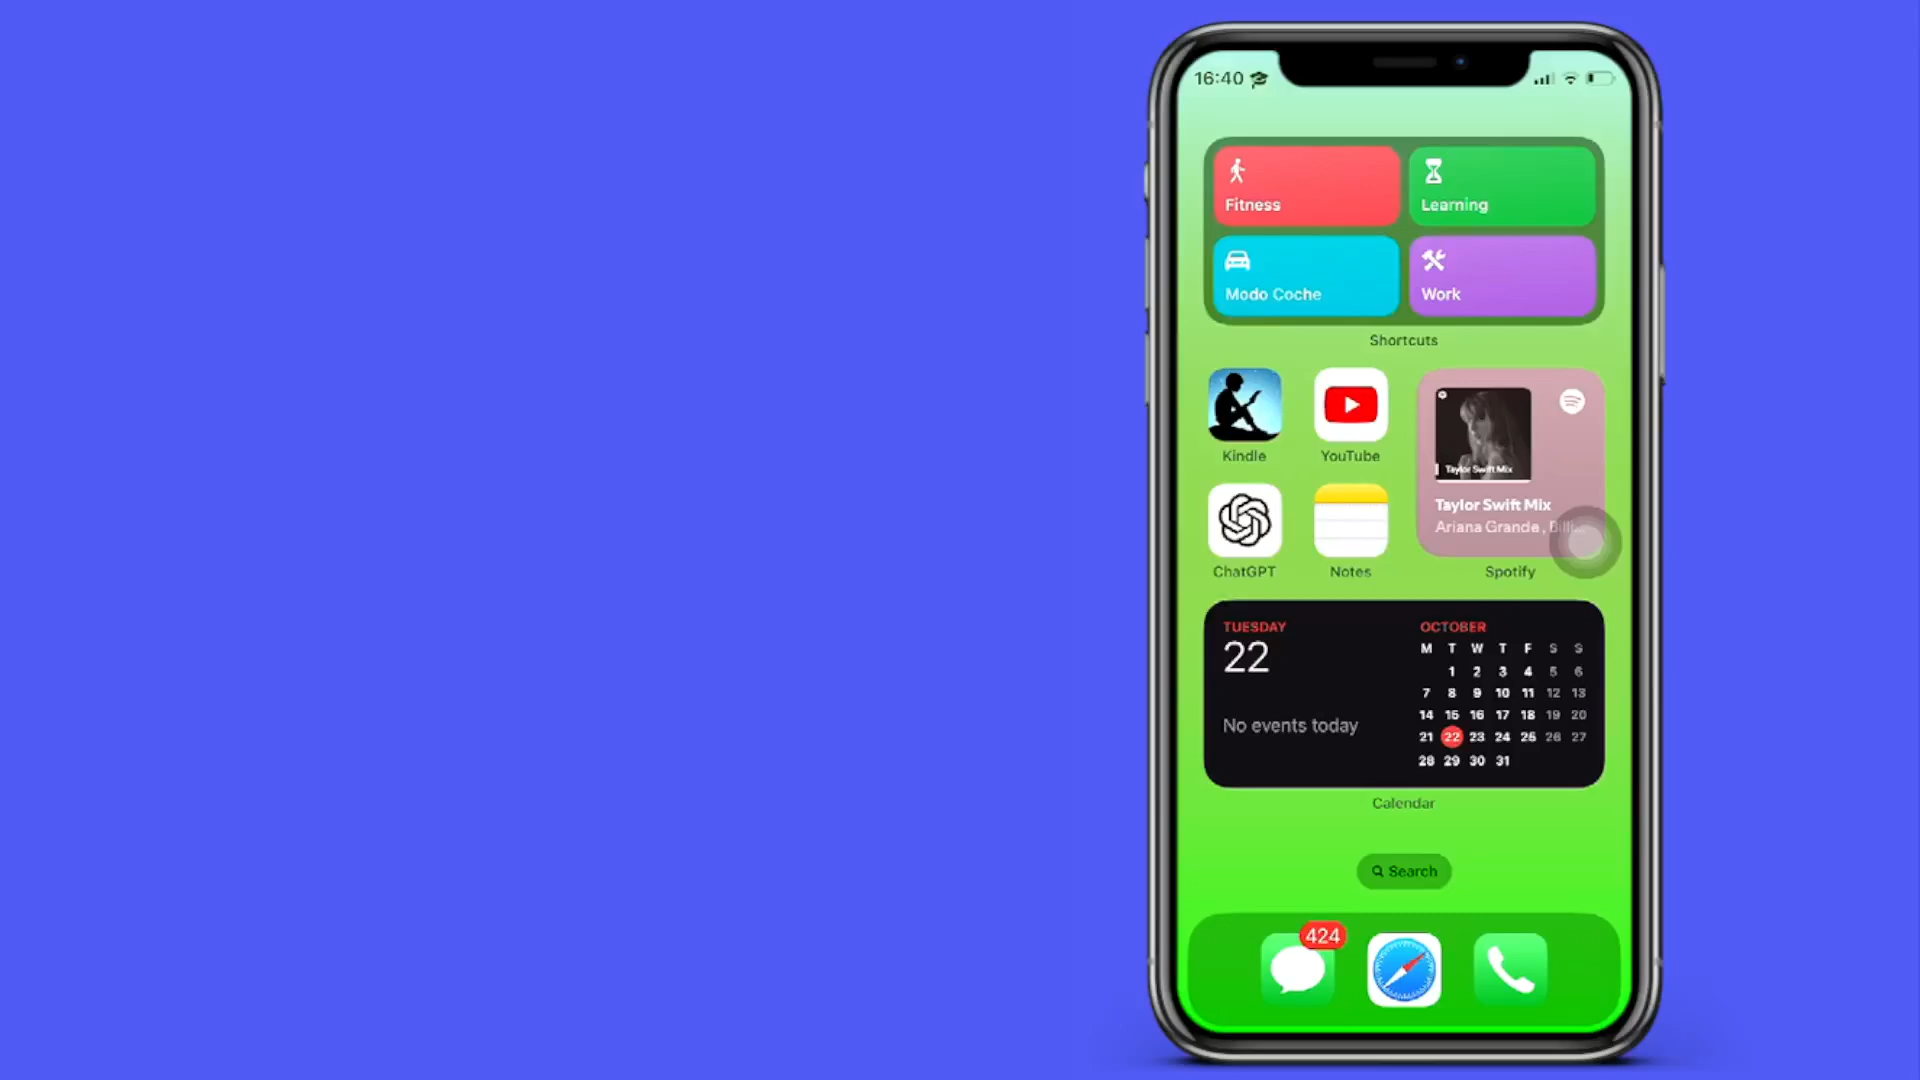 16:40
Fitness
Learning
Modo Coche
Work
Shortcuts
Kindle
YouTube
Taylor Swift Mix
Taylor Swift Mix
Ariana Grande, Billi...
ChatGPT
Notes
Spotify
TUESDAY
22
No events today
OCTOBER
M T W T F S S
1 2 3 4 5 6
7 8 9 10 11 12 13
14 15 16 17 18 19 20
21 22 23 24 25 26 27
28 29 30 31
Calendar
Search
424